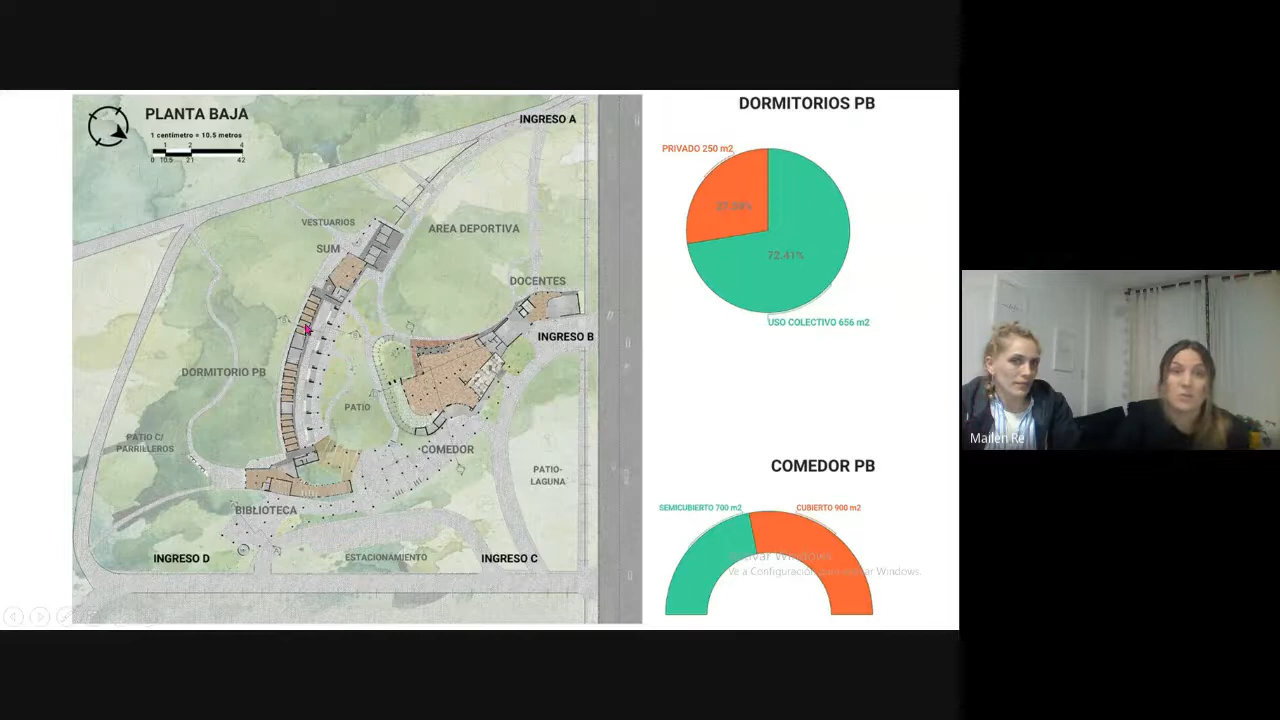 PLANTA BAJA
1 centímetro = 10.5 metros
1 2 4
0 10.5 21 42
INGRESO A
VESTUARIOS
SUM
AREA DEPORTIVA
DOCENTES
INGRESO B
DORMITORIO PB
PATIO
PATIO C/
PARRILLEROS
COMEDOR
PATIO-
LAGUNA
BIBLIOTECA
INGRESO D
ESTACIONAMIENTO
INGRESO C
DORMITORIOS PB
PRIVADO 250 m2
72.41%
USO COLECTIVO 656 m2
COMEDOR PB
SEMICUBIERTO 700 m2
CUBIERTO 900 m2
Activar Windows
Ve a Configuración para activar Windows.
Mailen Re